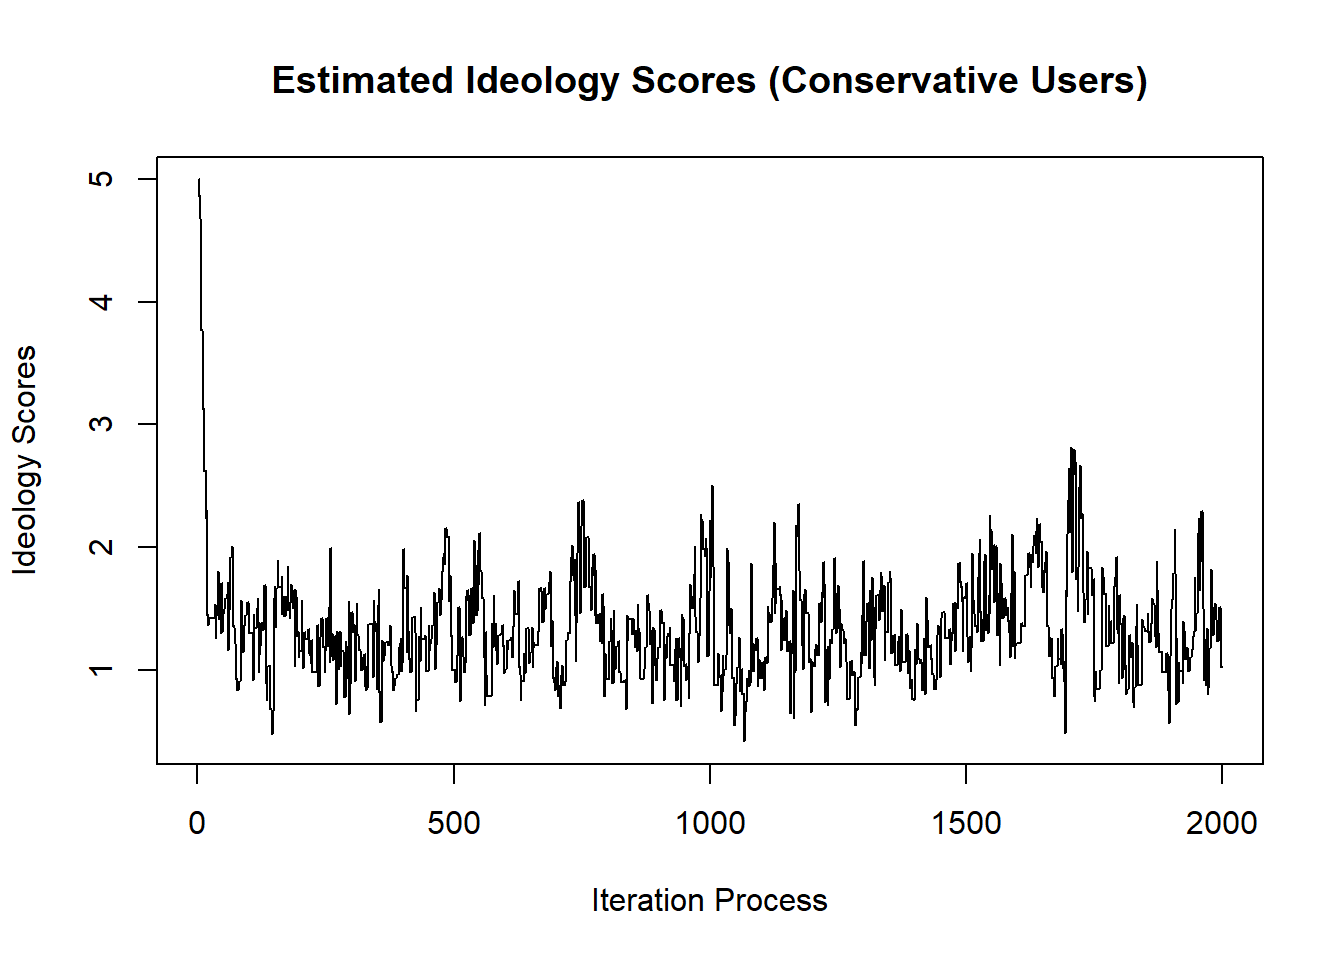 Estimated Ideology Scores (Conservative Users)
5
4
3
2
1
Ideology Scores
0 500 1000 1500 2000
Iteration Process